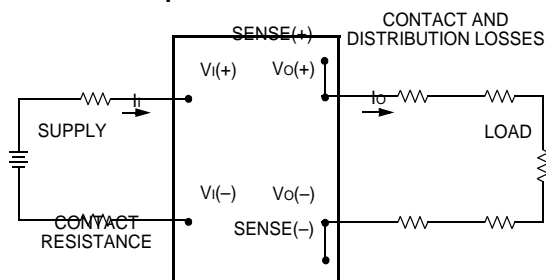 CONTACT AND
DISTRIBUTION LOSSES
SENSE(+)
VI(+) VO(+)
II IO
SUPPLY LOAD
VI(–) VO(–)
CONTACT
RESISTANCE
SENSE(–)